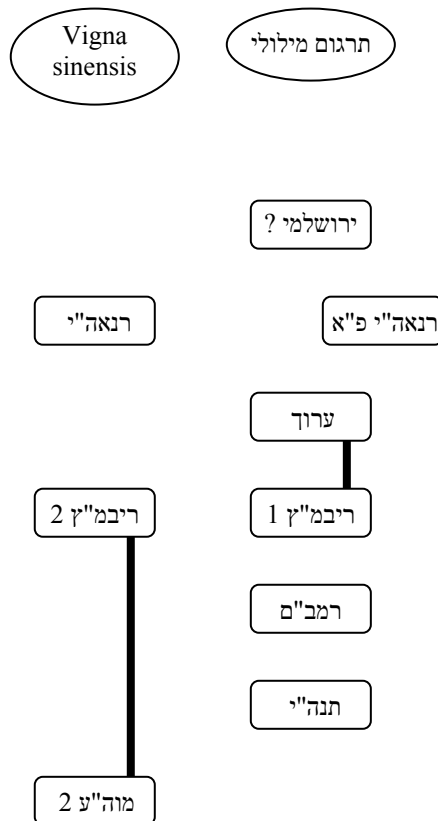 Vigna
sinensis
תרגום מילולי
ירושלמי ?
רנאה"י פ"א
רנאה"י
ערוך
ריבמ"ץ 1
ריבמ"ץ 2
רמב"ם
תנה"י
מוה"ע 2